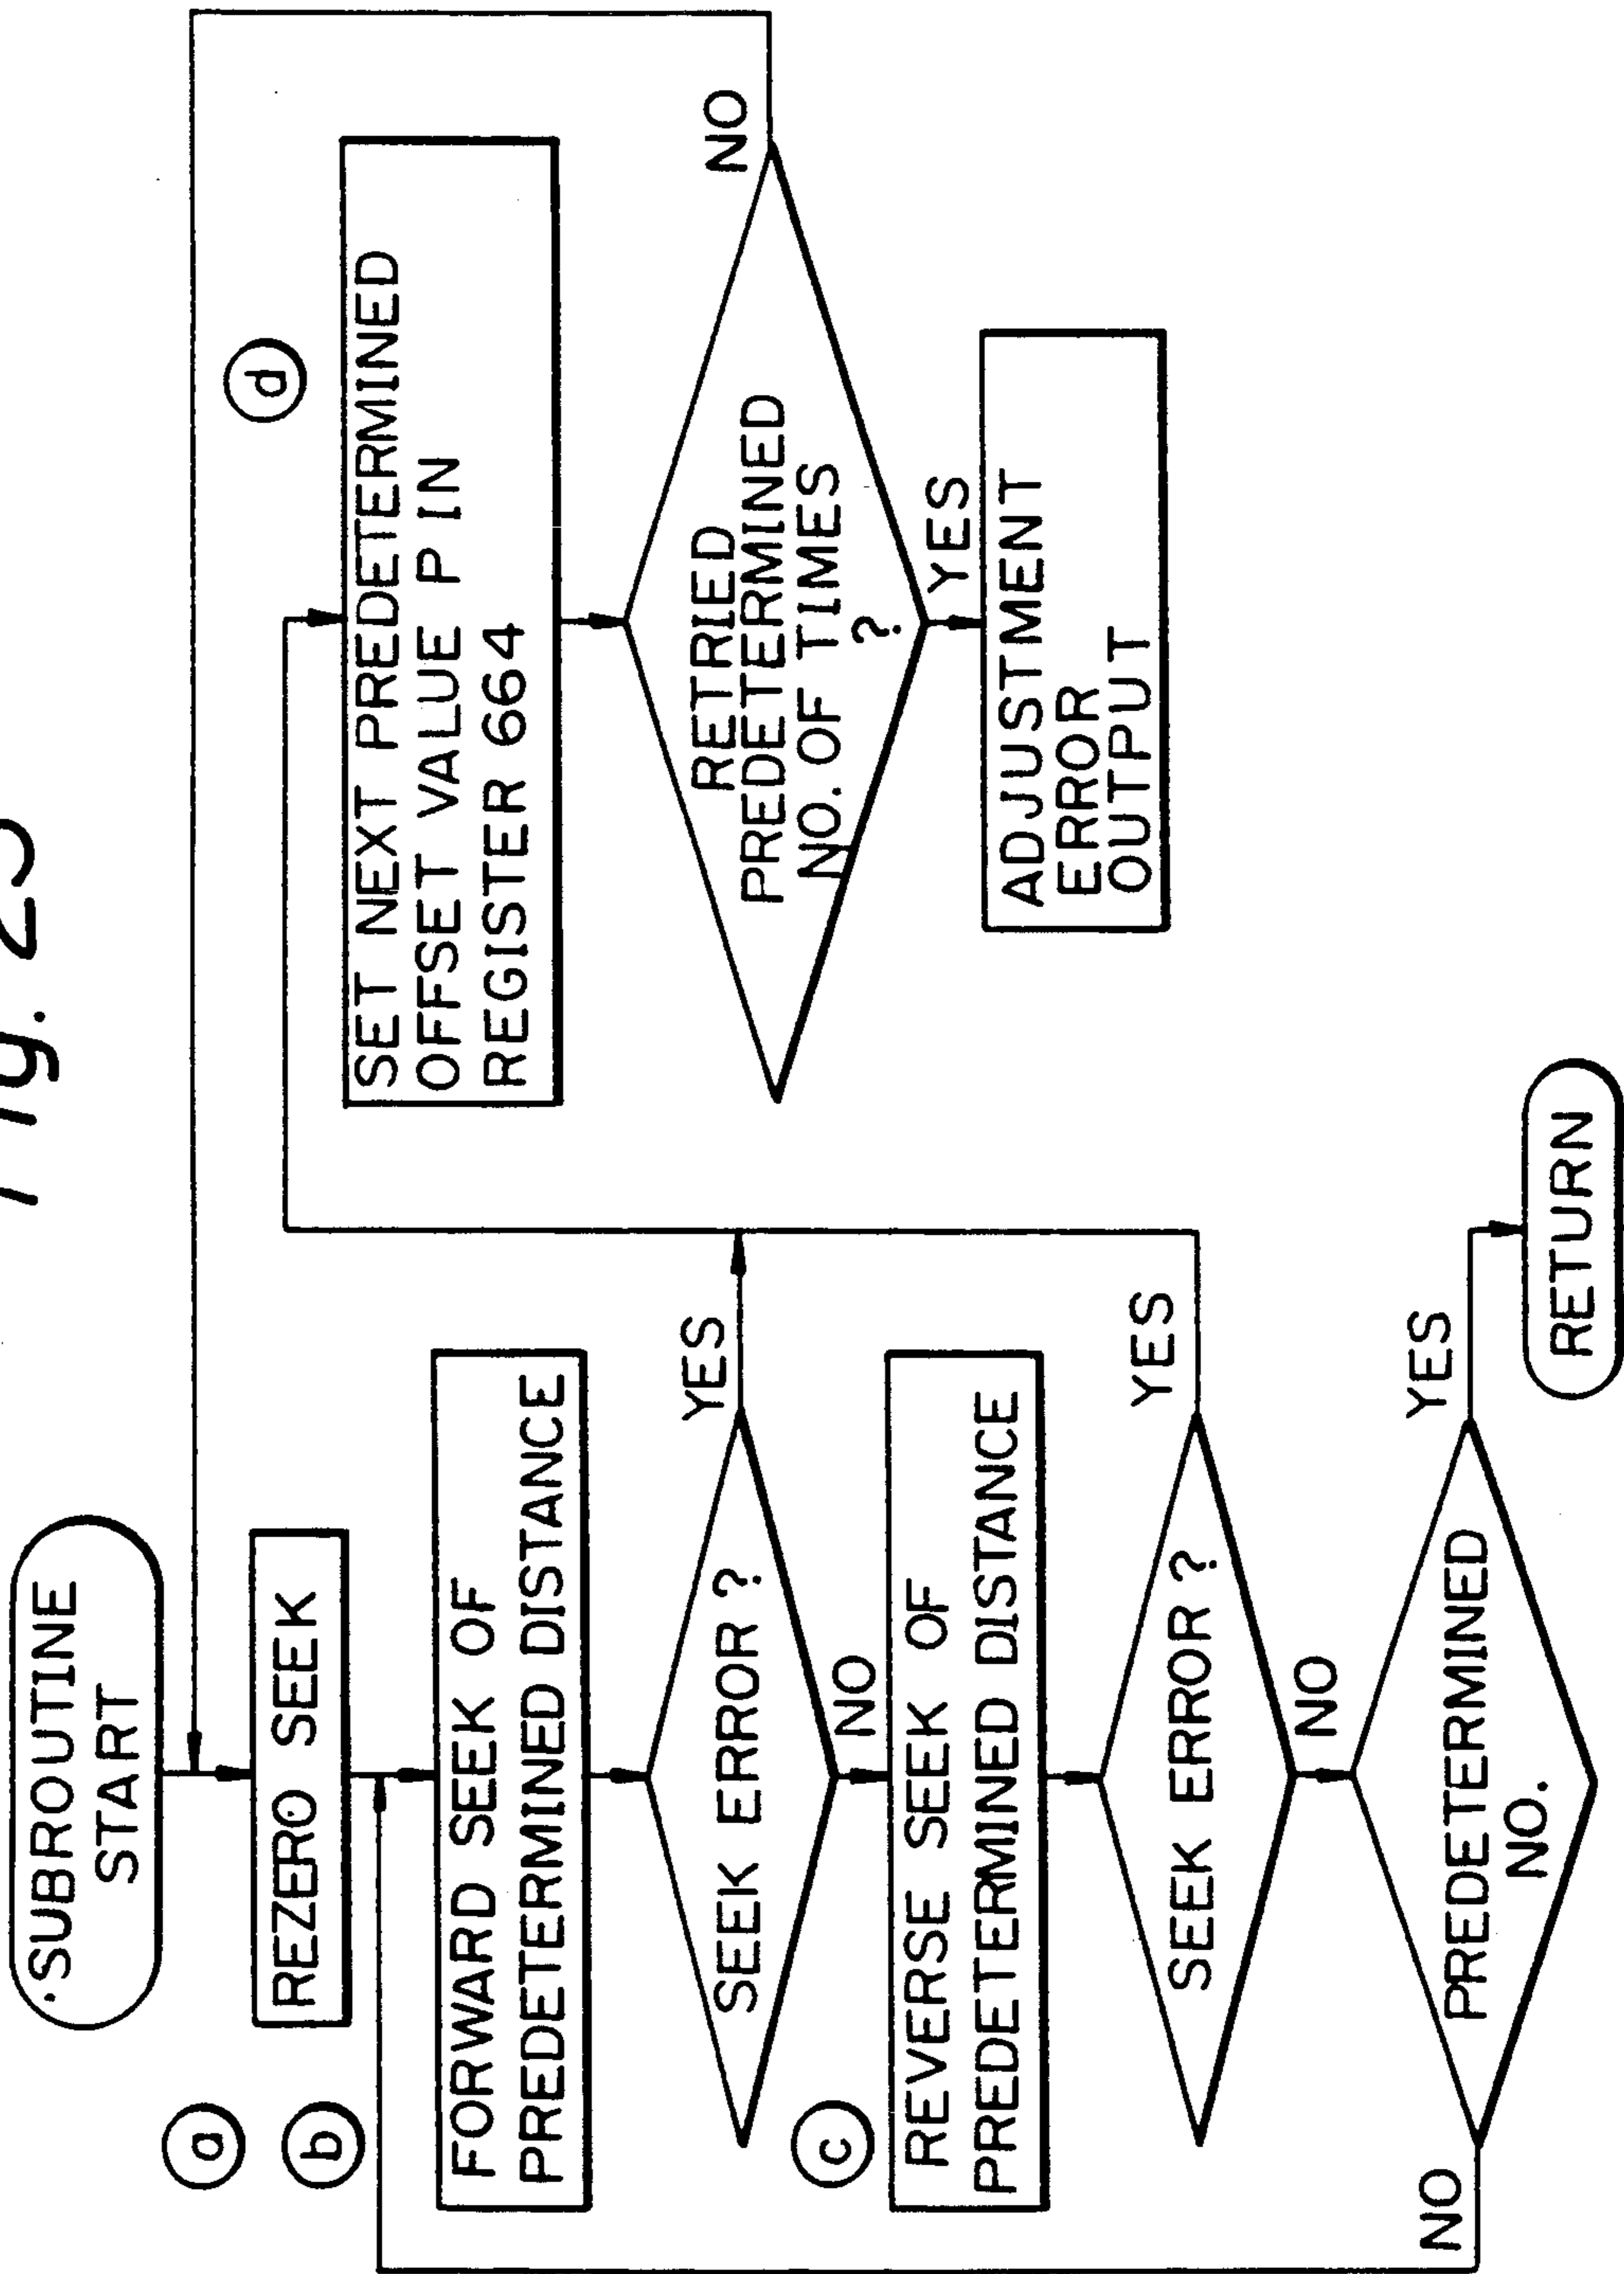 Fig. 25
SUBROUTINE
START
a
REZERO SEEK
b
FORWARD SEEK OF
PREDETERMINED DISTANCE
SEEK ERROR ?
YES
NO
c
REVERSE SEEK OF
PREDETERMINED DISTANCE
SEEK ERROR ?
YES
NO
PREDETERMINED
NO.
YES
NO
RETURN
d
SET NEXT PREDETERMINED
OFFSET VALUE P IN
REGISTER 664
RETRIED
PREDETERMINED
NO. OF TIMES
?
NO
YES
ADJUSTMENT
ERROR
OUTPUT